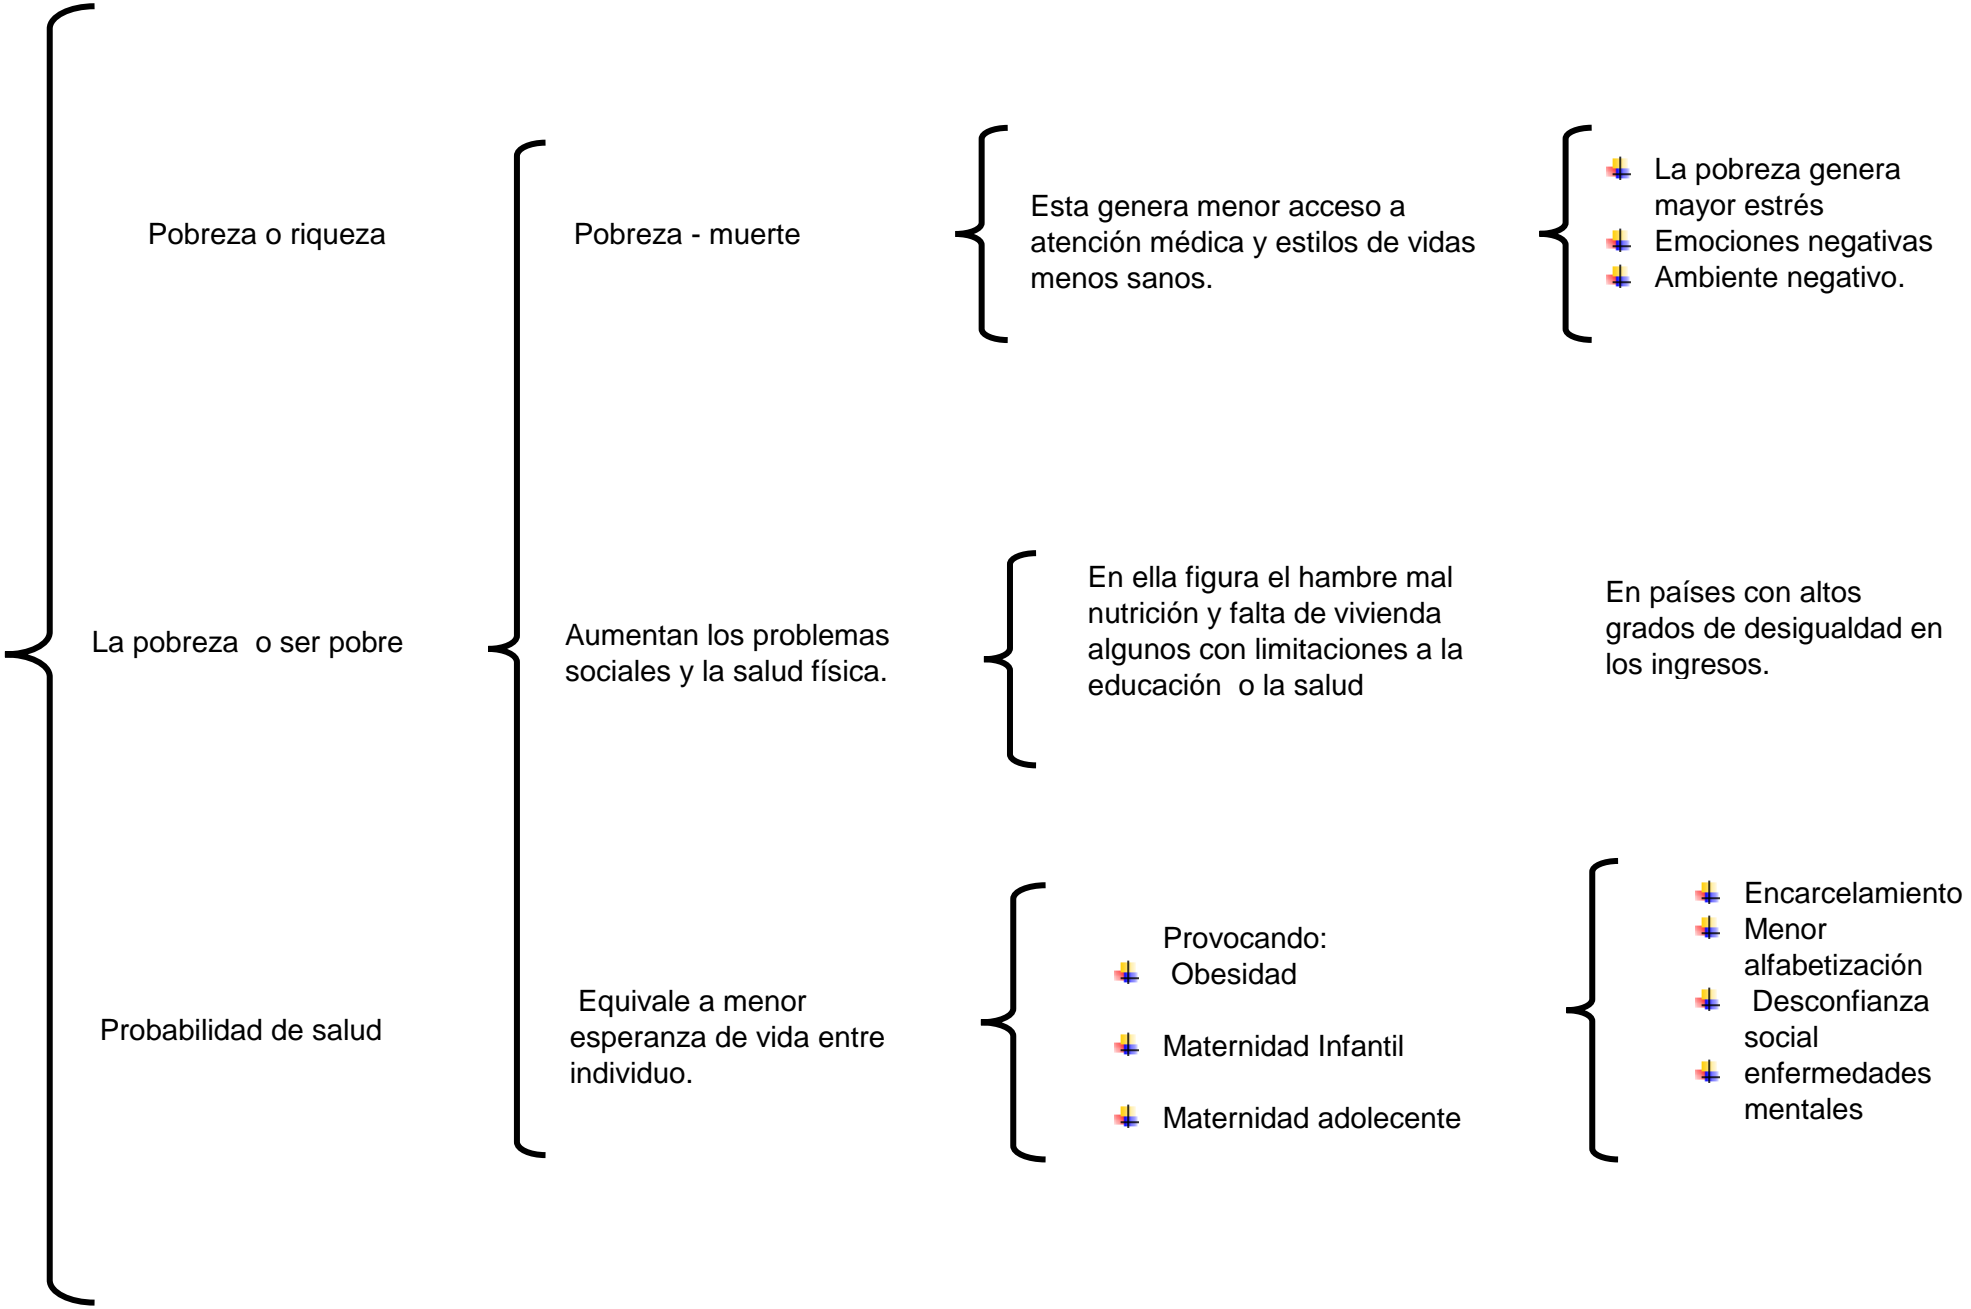 Pobreza o riqueza
Pobreza - muerte
Esta genera menor acceso a
atención médica y estilos de vidas
menos sanos.
La pobreza genera
mayor estrés
Emociones negativas
Ambiente negativo.
La pobreza  o ser pobre
Aumentan los problemas
sociales y la salud física.
En ella figura el hambre mal
nutrición y falta de vivienda
algunos con limitaciones a la
educación  o la salud
En países con altos
grados de desigualdad en
los ingresos.
Probabilidad de salud
Equivale a menor
esperanza de vida entre
individuo.
Provocando:
Obesidad
Maternidad Infantil
Maternidad adolecente
Encarcelamiento
Menor
alfabetización
Desconfianza
social
enfermedades
mentales